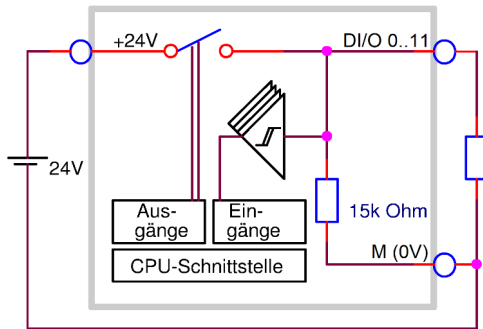 +24V
DI/O 0..11
24V
15k Ohm
Aus-
gänge
Ein-
gänge
M (0V)
CPU-Schnittstelle